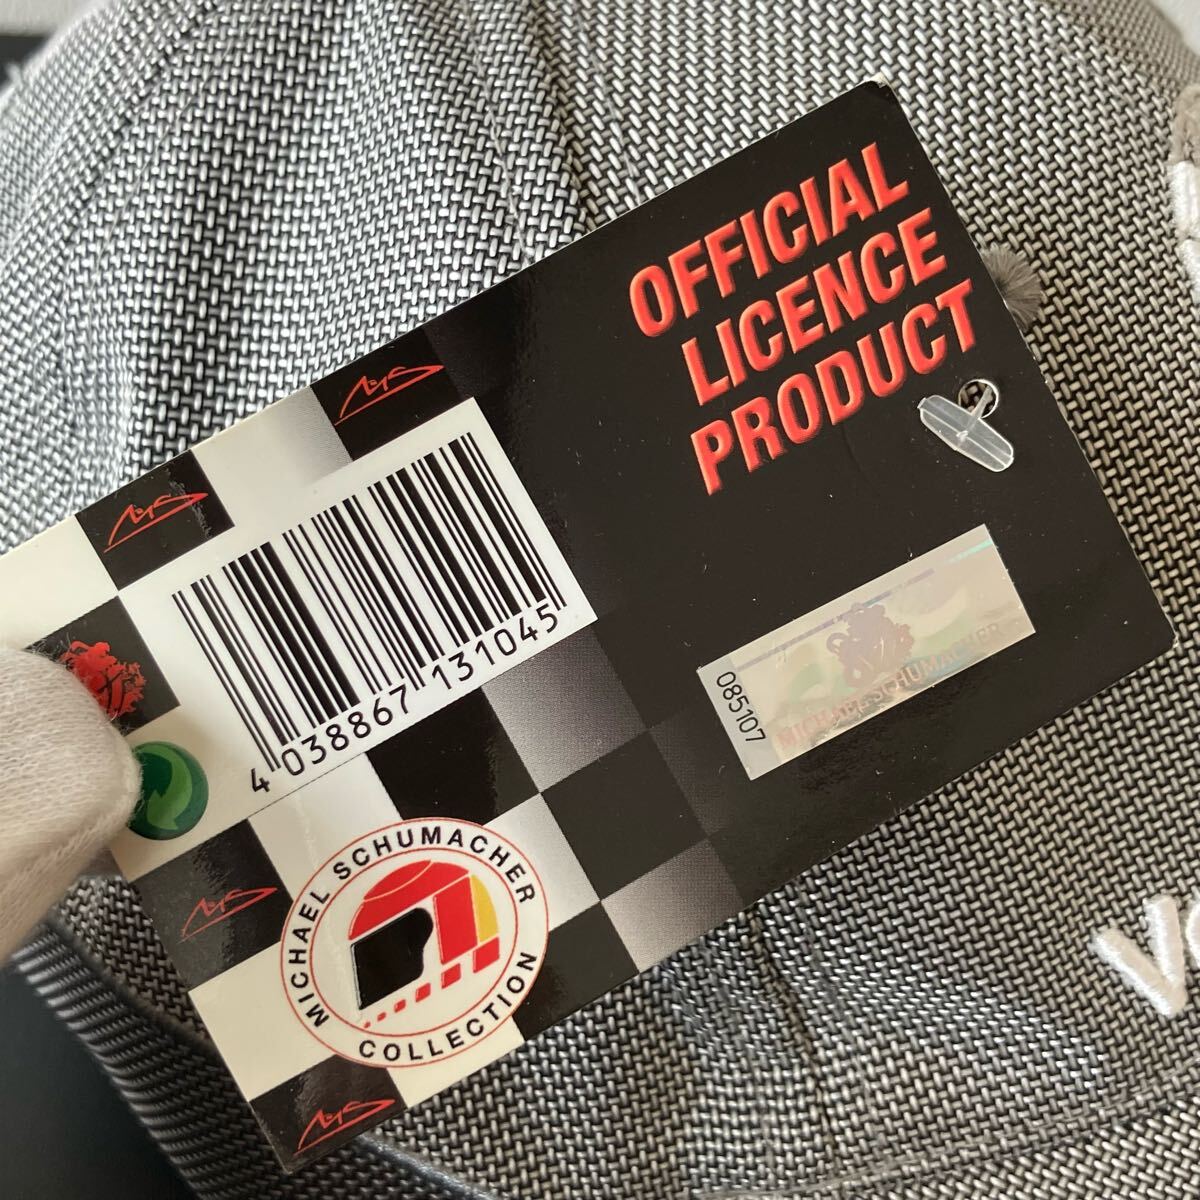 OFFICIAL
LICENCE
PRODUCT
4 038867 131045
085107
MICHAEL SCHUMACHER
MICHAEL SCHUMACHER
COLLECTION